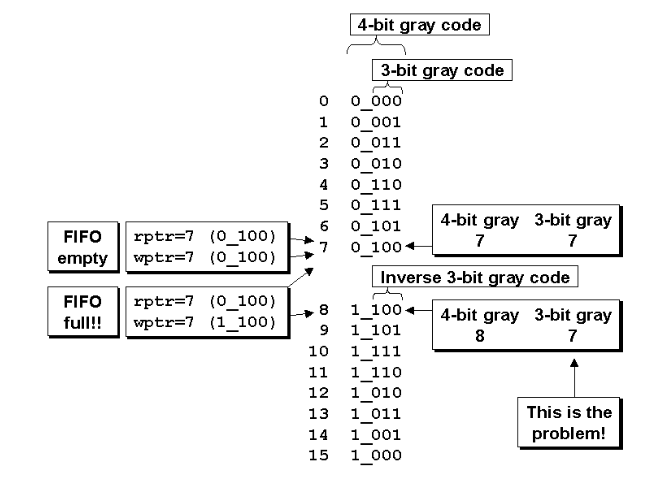 4-bit gray code
3-bit gray code
0 0_000
1 0_001
2 0_011
3 0_010
4 0_110
5 0_111
6 0_101
7 0_100
FIFO
empty
rptr=7 (0_100)
wptr=7 (0_100)
4-bit gray 3-bit gray
7 7
FIFO
full!!
rptr=7 (0_100)
wptr=7 (1_100)
Inverse 3-bit gray code
8 1_100
9 1_101
10 1_111
11 1_110
12 1_010
13 1_011
14 1_001
15 1_000
4-bit gray 3-bit gray
8 7
This is the
problem!